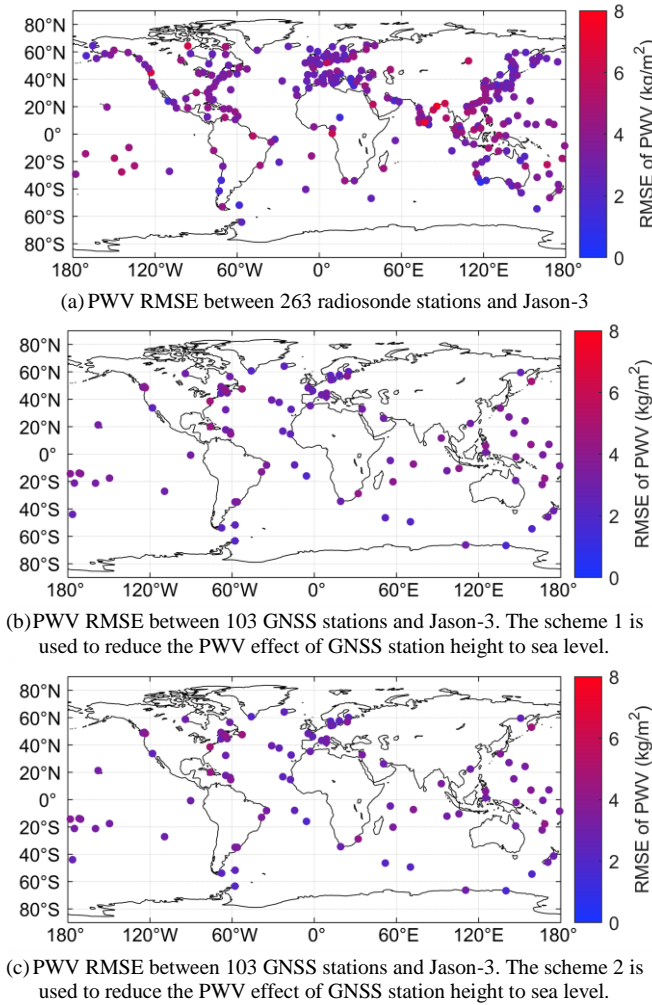 80°N
60°N
40°N
20°N
0°
20°S
40°S
60°S
80°S
180° 120°W 60°W 0° 60°E 120°E 180°
8
6
4
2
0
RMSE of PWV (kg/m²)
(a) PWV RMSE between 263 radiosonde stations and Jason-3
80°N
60°N
40°N
20°N
0°
20°S
40°S
60°S
80°S
180° 120°W 60°W 0° 60°E 120°E 180°
8
6
4
2
0
RMSE of PWV (kg/m²)
(b) PWV RMSE between 103 GNSS stations and Jason-3. The scheme 1 is
used to reduce the PWV effect of GNSS station height to sea level.
80°N
60°N
40°N
20°N
0°
20°S
40°S
60°S
80°S
180° 120°W 60°W 0° 60°E 120°E 180°
8
6
4
2
0
RMSE of PWV (kg/m²)
(c) PWV RMSE between 103 GNSS stations and Jason-3. The scheme 2 is
used to reduce the PWV effect of GNSS station height to sea level.